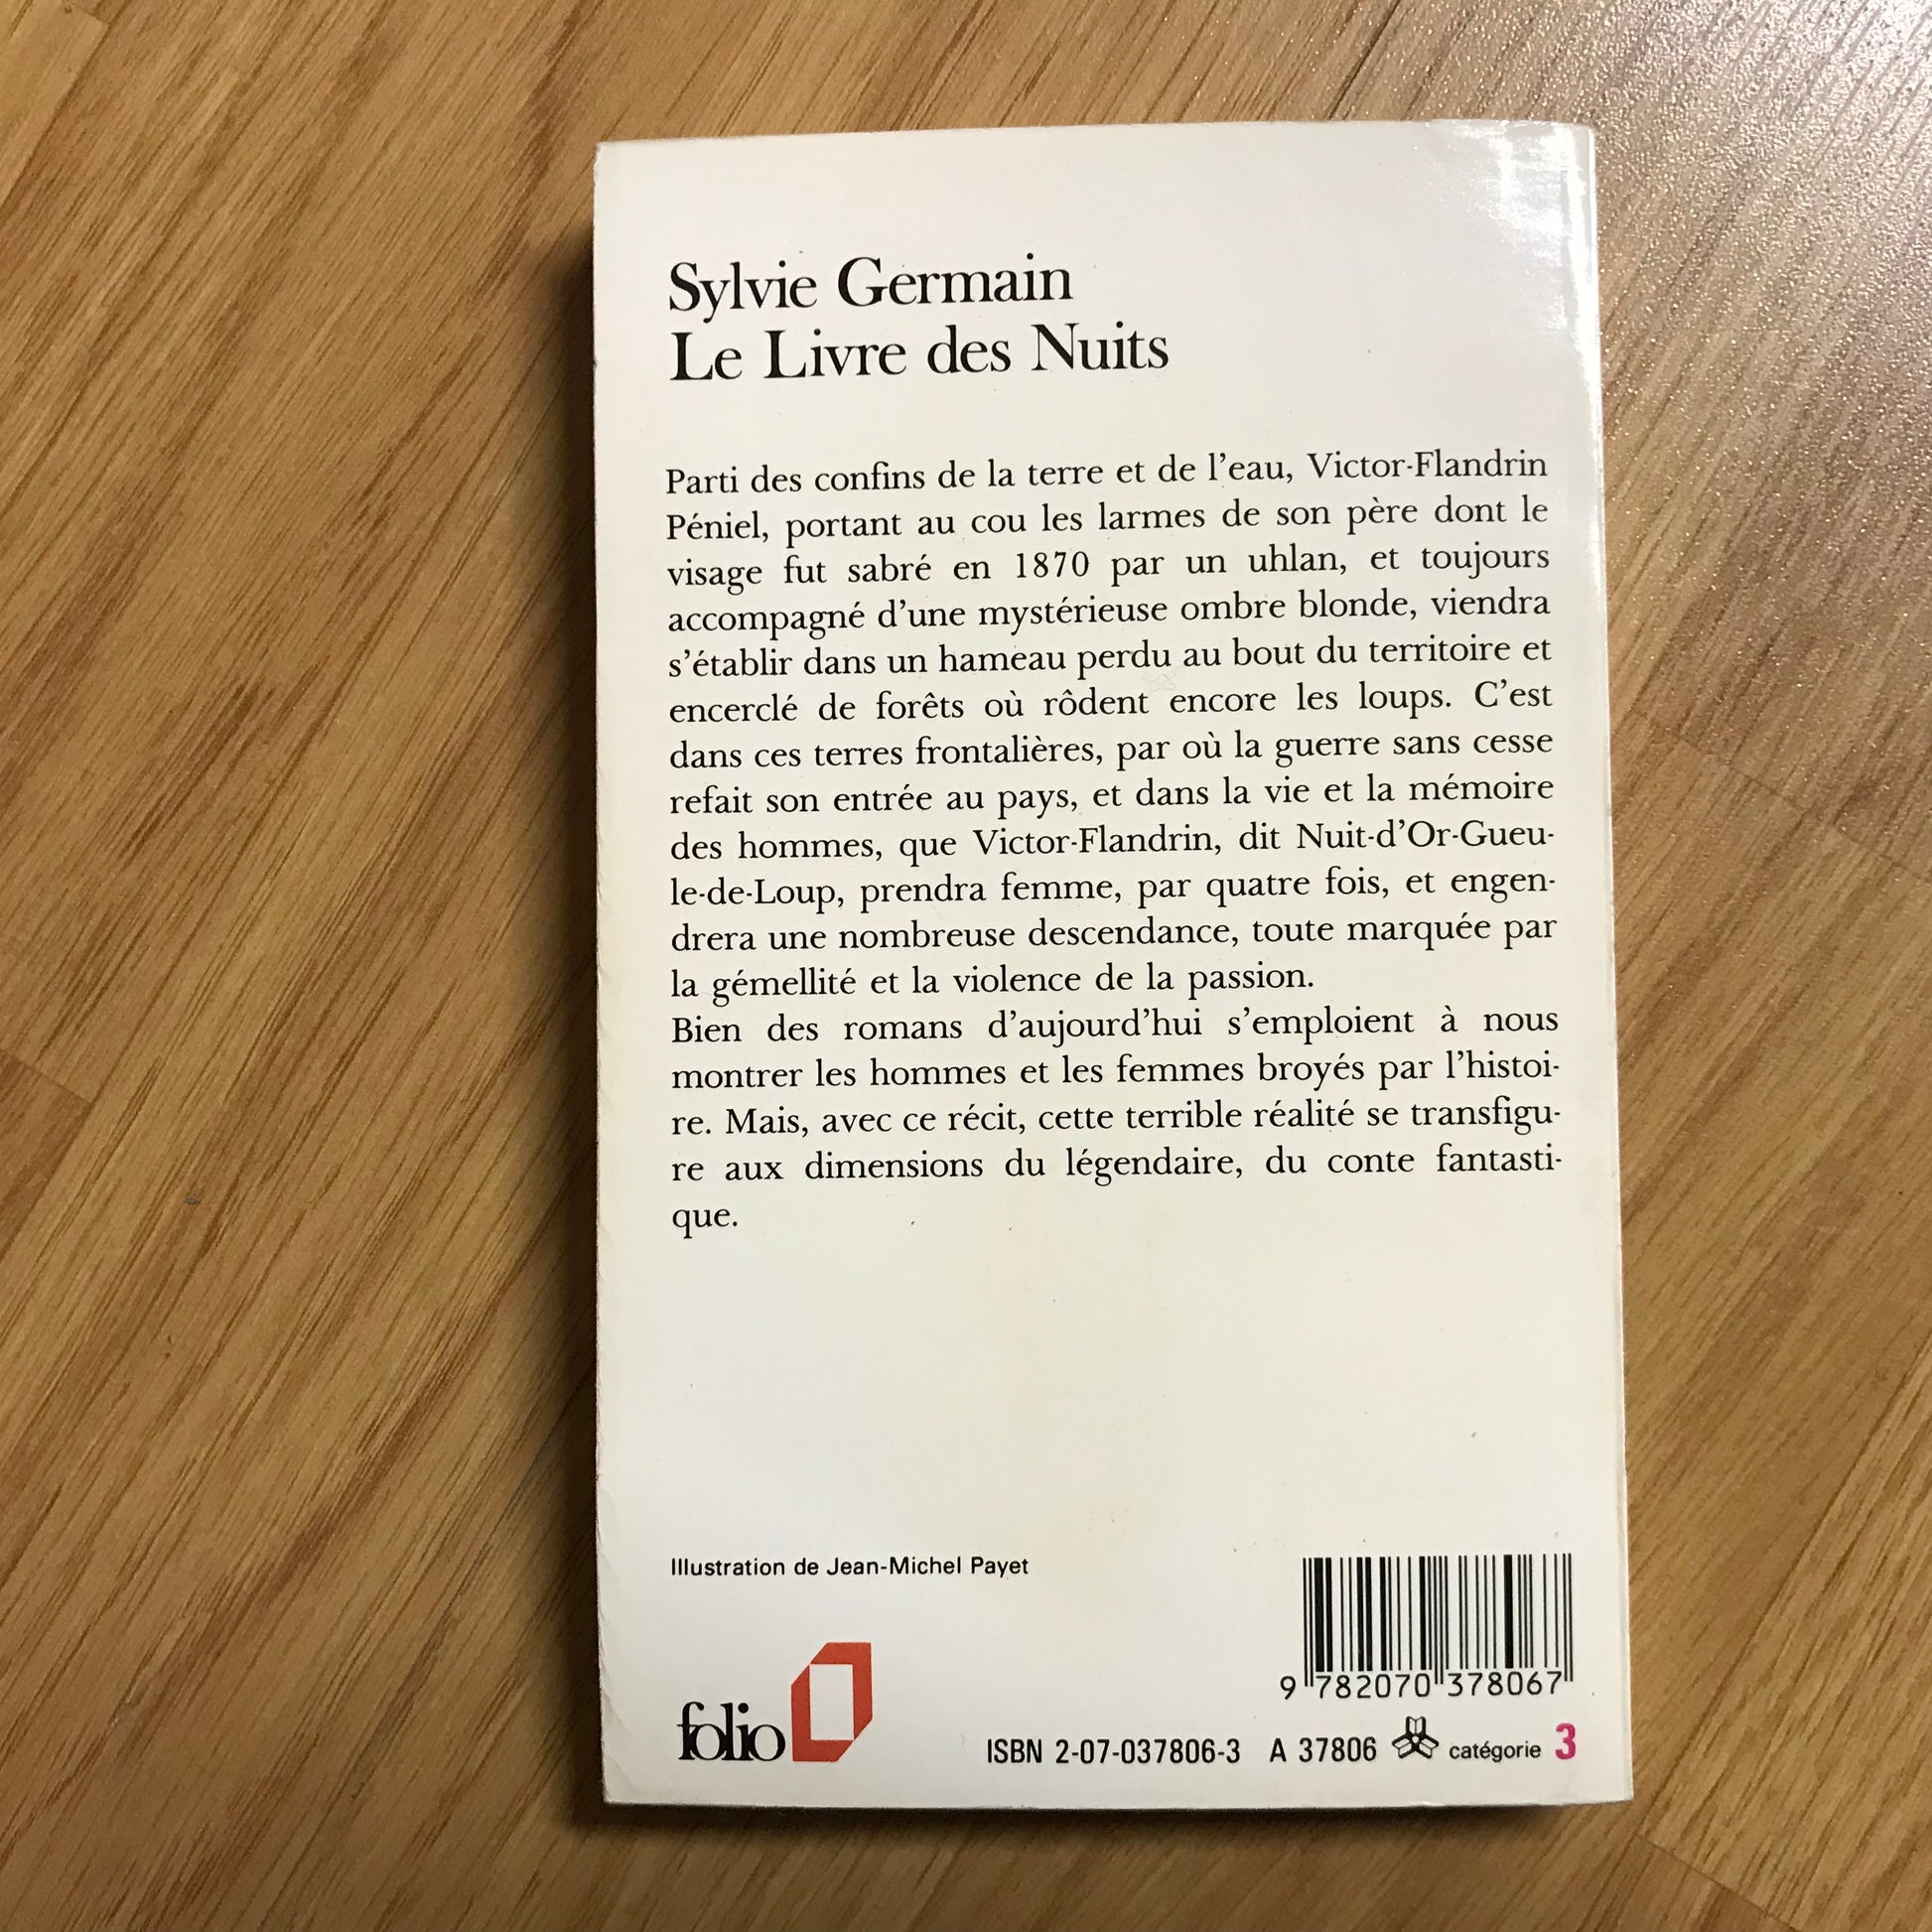 Sylvie Germain
Le Livre des Nuits
Parti des confins de la terre et de l'eau, Victor-Flandrin
Péniel, portant au cou les larmes de son père dont le
visage fut sabré en 1870 par un uhlan, et toujours
accompagné d'une mystérieuse ombre blonde, viendra
s'établir dans un hameau perdu au bout du territoire et
encerclé de forêts où rôdent encore les loups. C'est
dans ces terres frontalières, par où la guerre sans cesse
refait son entrée au pays, et dans la vie et la mémoire
des hommes, que Victor-Flandrin, dit Nuit-d'Or-Gueu-
le-de-Loup, prendra femme, par quatre fois, et engen-
drera une nombreuse descendance, toute marquée par
la gémellité et la violence de la passion.
Bien des romans d'aujourd'hui s'emploient à nous
montrer les hommes et les femmes broyés par l'histoi-
re. Mais, avec ce récit, cette terrible réalité se transfigu-
re aux dimensions du légendaire, du conte fantasti-
que.
Illustration de Jean-Michel Payet
9 782070 378067
folio
ISBN 2-07-037806-3 A 37806 catégorie 3